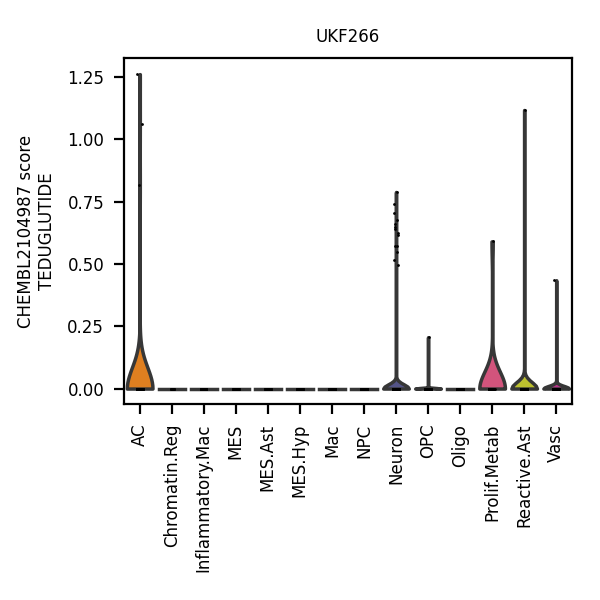 UKF266
CHEMBL2104987 score
TEDUGLUTIDE
1.25
1.00
0.75
0.50
0.25
0.00
AC
Chromatin.Reg
Inflammatory.Mac
MES
MES.Ast
MES.Hyp
Mac
NPC
Neuron
OPC
Oligo
Prolif.Metab
Reactive.Ast
Vasc